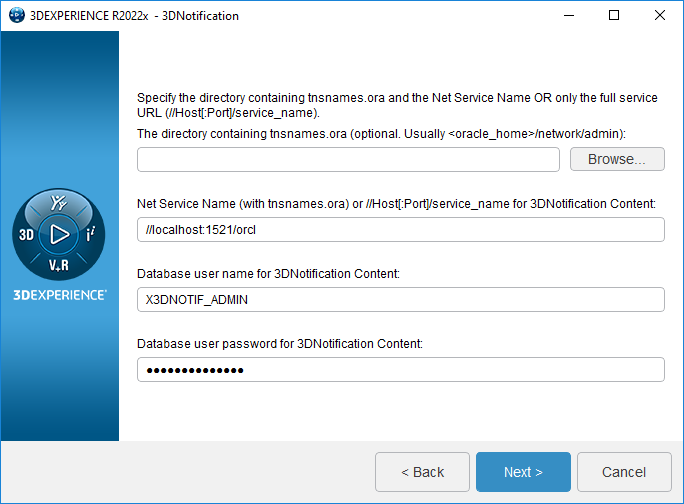 3DEXPERIENCE R2022x - 3DNotification
Specify the directory containing tnsnames.ora and the Net Service Name OR only the full service
URL (//Host[:Port]/service_name).
The directory containing tnsnames.ora (optional. Usually <oracle_home>/network/admin):
Browse...
Net Service Name (with tnsnames.ora) or //Host[:Port]/service_name for 3DNotification Content:
//localhost:1521/orcl
3D
V+R
3DEXPERIENCE
Database user name for 3DNotification Content:
X3DNOTIF_ADMIN
Database user password for 3DNotification Content:
●●●●●●●●●●●●●●
< Back
Next >
Cancel